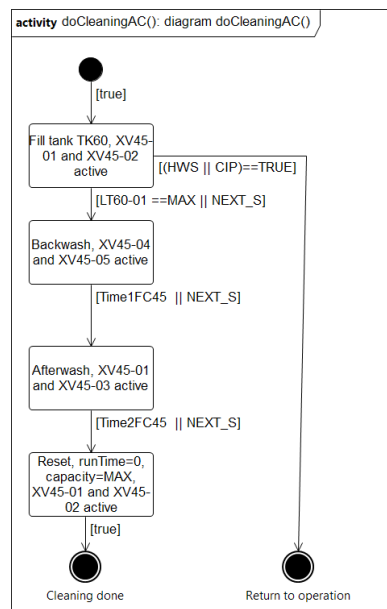 activity doCleaningAC(): diagram doCleaningAC()
[true]
Fill tank TK60, XV45-
01 and XV45-02
active
[(HWS || CIP)==TRUE]
[LT60-01 ==MAX || NEXT_S]
Backwash, XV45-04
and XV45-05 active
[Time1FC45 || NEXT_S]
Afterwash, XV45-01
and XV45-03 active
[Time2FC45 || NEXT_S]
Reset, runTime=0,
capacity=MAX,
XV45-01 and XV45-
02 active
[true]
Cleaning done
Return to operation